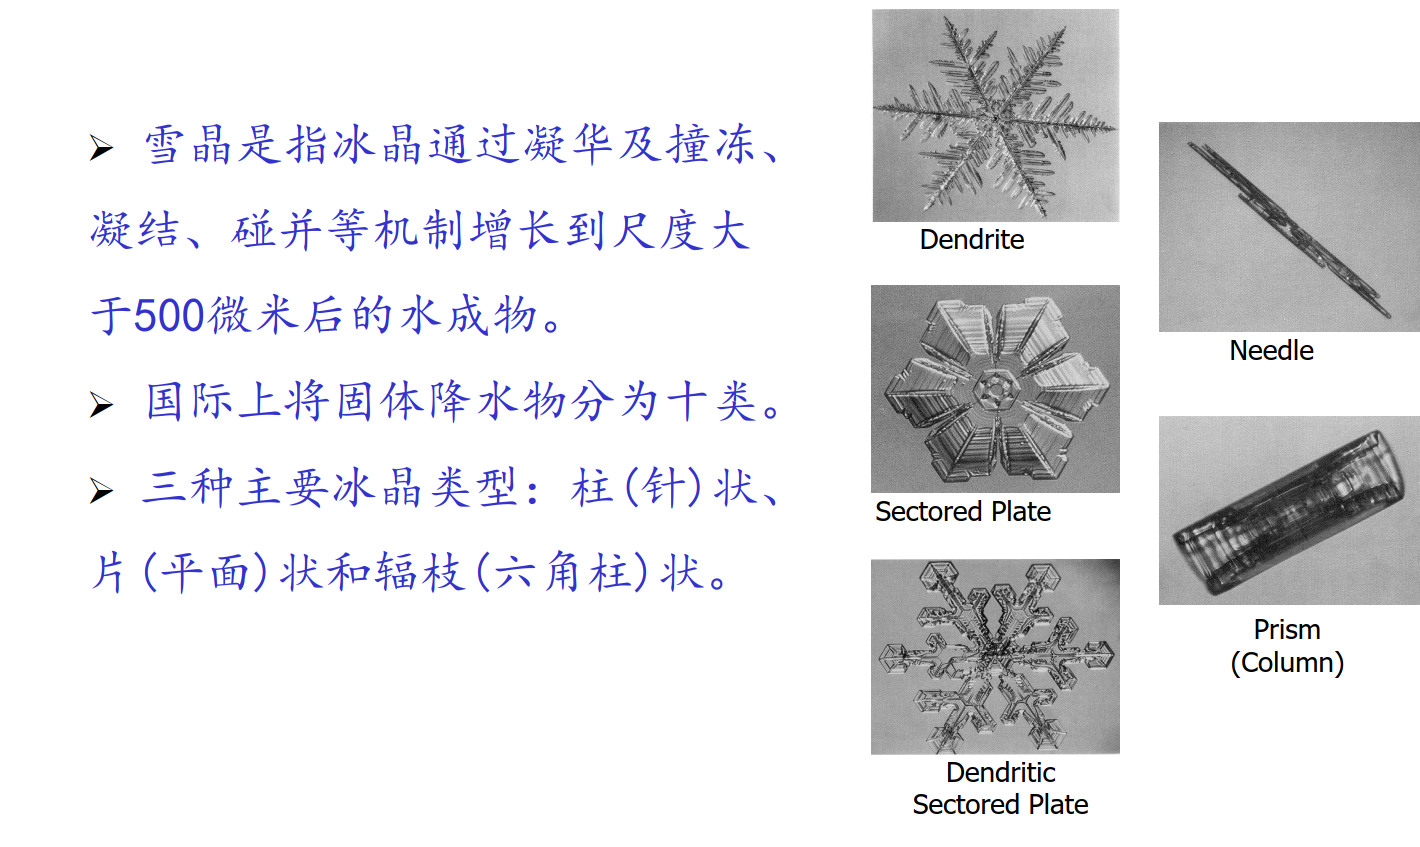 ➢ 雪晶是指冰晶通过凝华及撞冻、
凝结、碰并等机制增长到尺度大
于500微米后的水成物。
➢ 国际上将固体降水物分为十类。
➢ 三种主要冰晶类型：柱(针)状、
片(平面)状和辐枝(六角柱)状。
Dendrite
Needle
Sectored Plate
Prism
(Column)
Dendritic
Sectored Plate